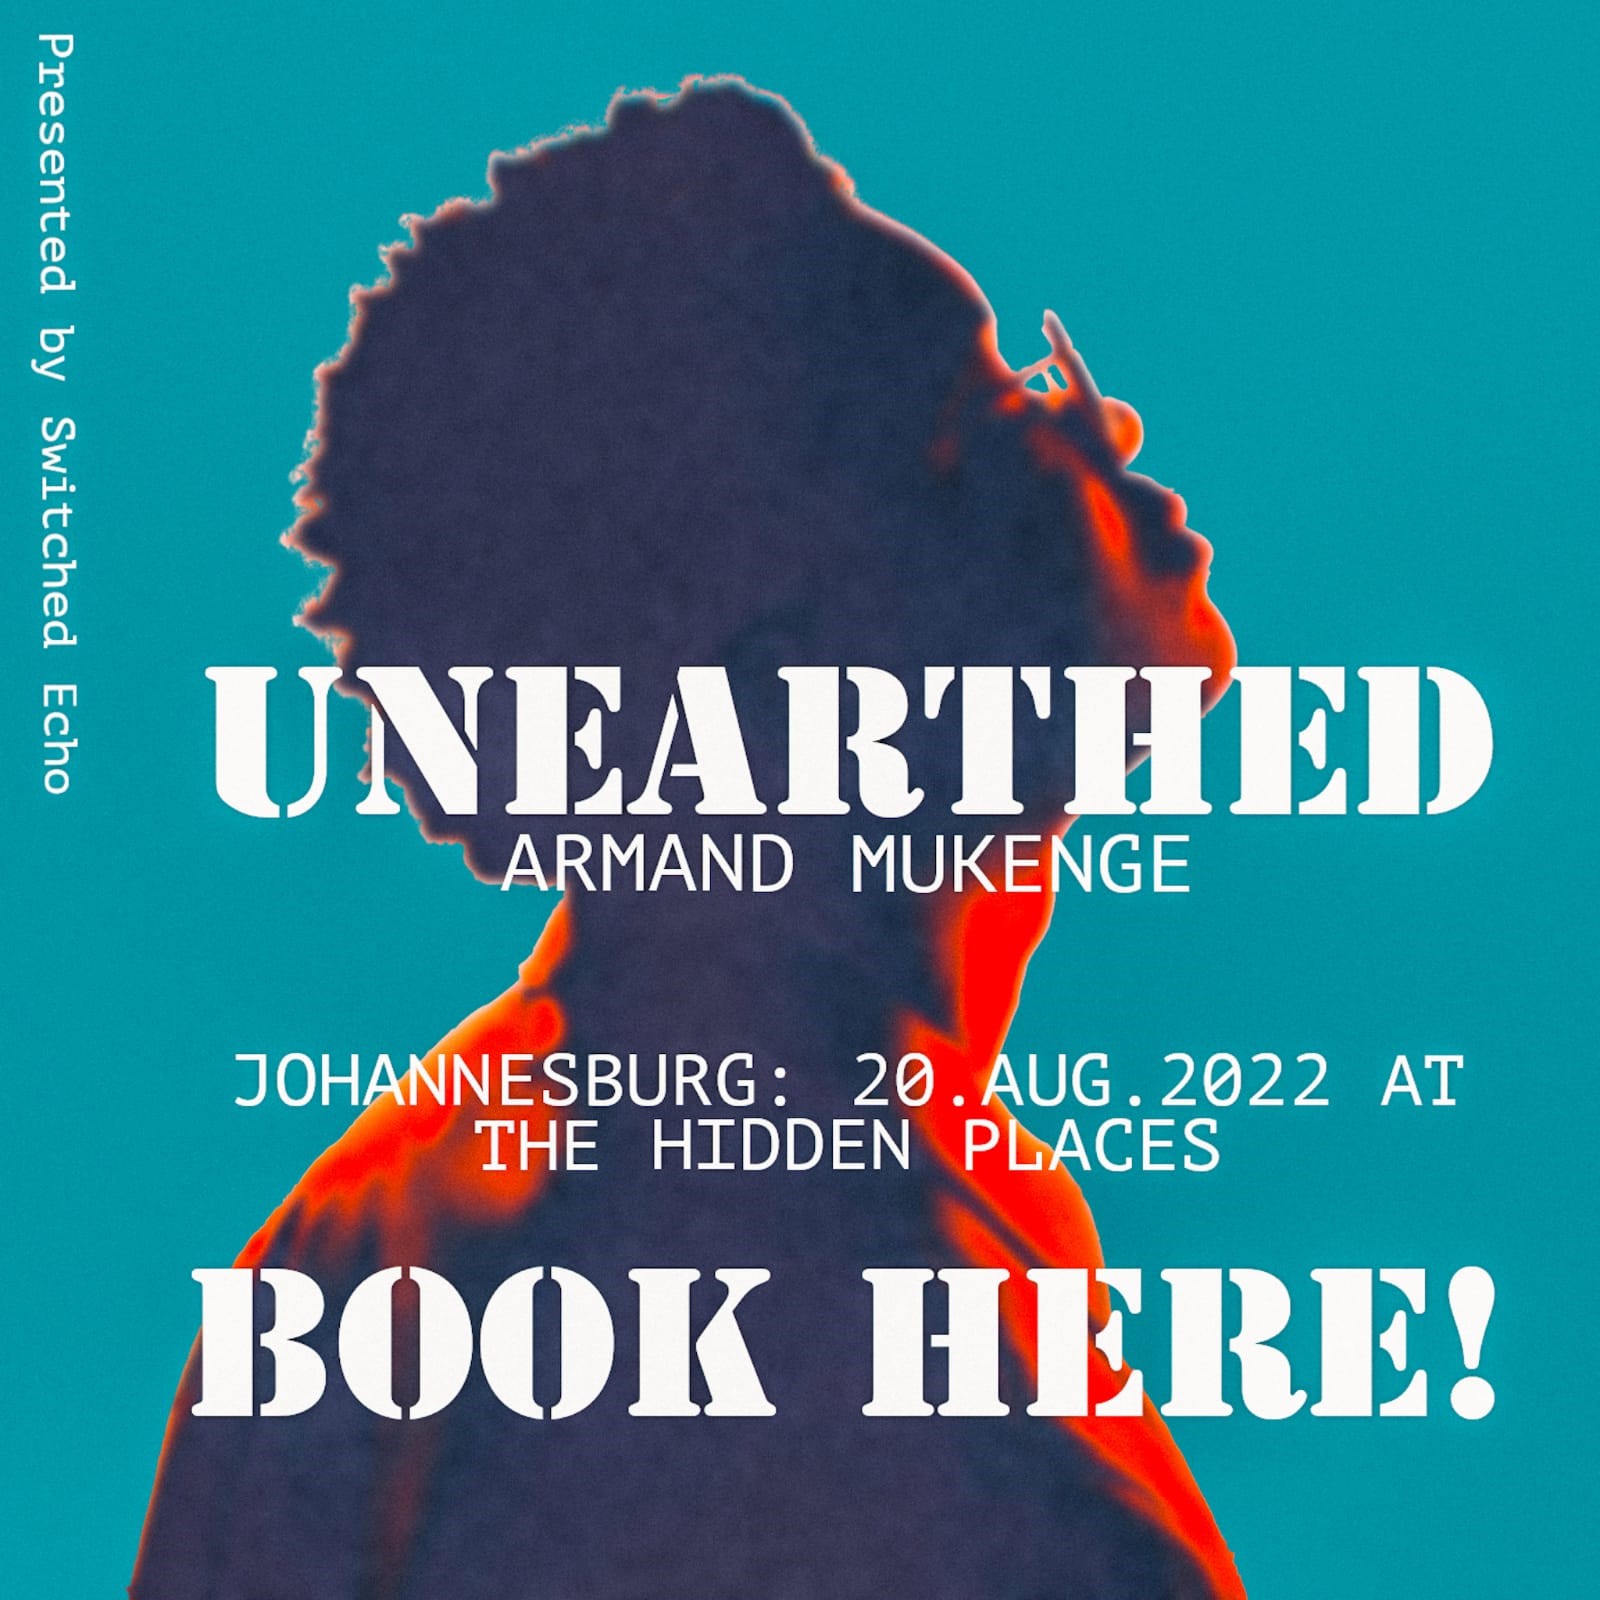 Presented by Switched Echo
UNEARTHED
ARMAND MUKENGE
JOHANNESBURG: 20.AUG.2022 AT
THE HIDDEN PLACES
BOOK HERE!